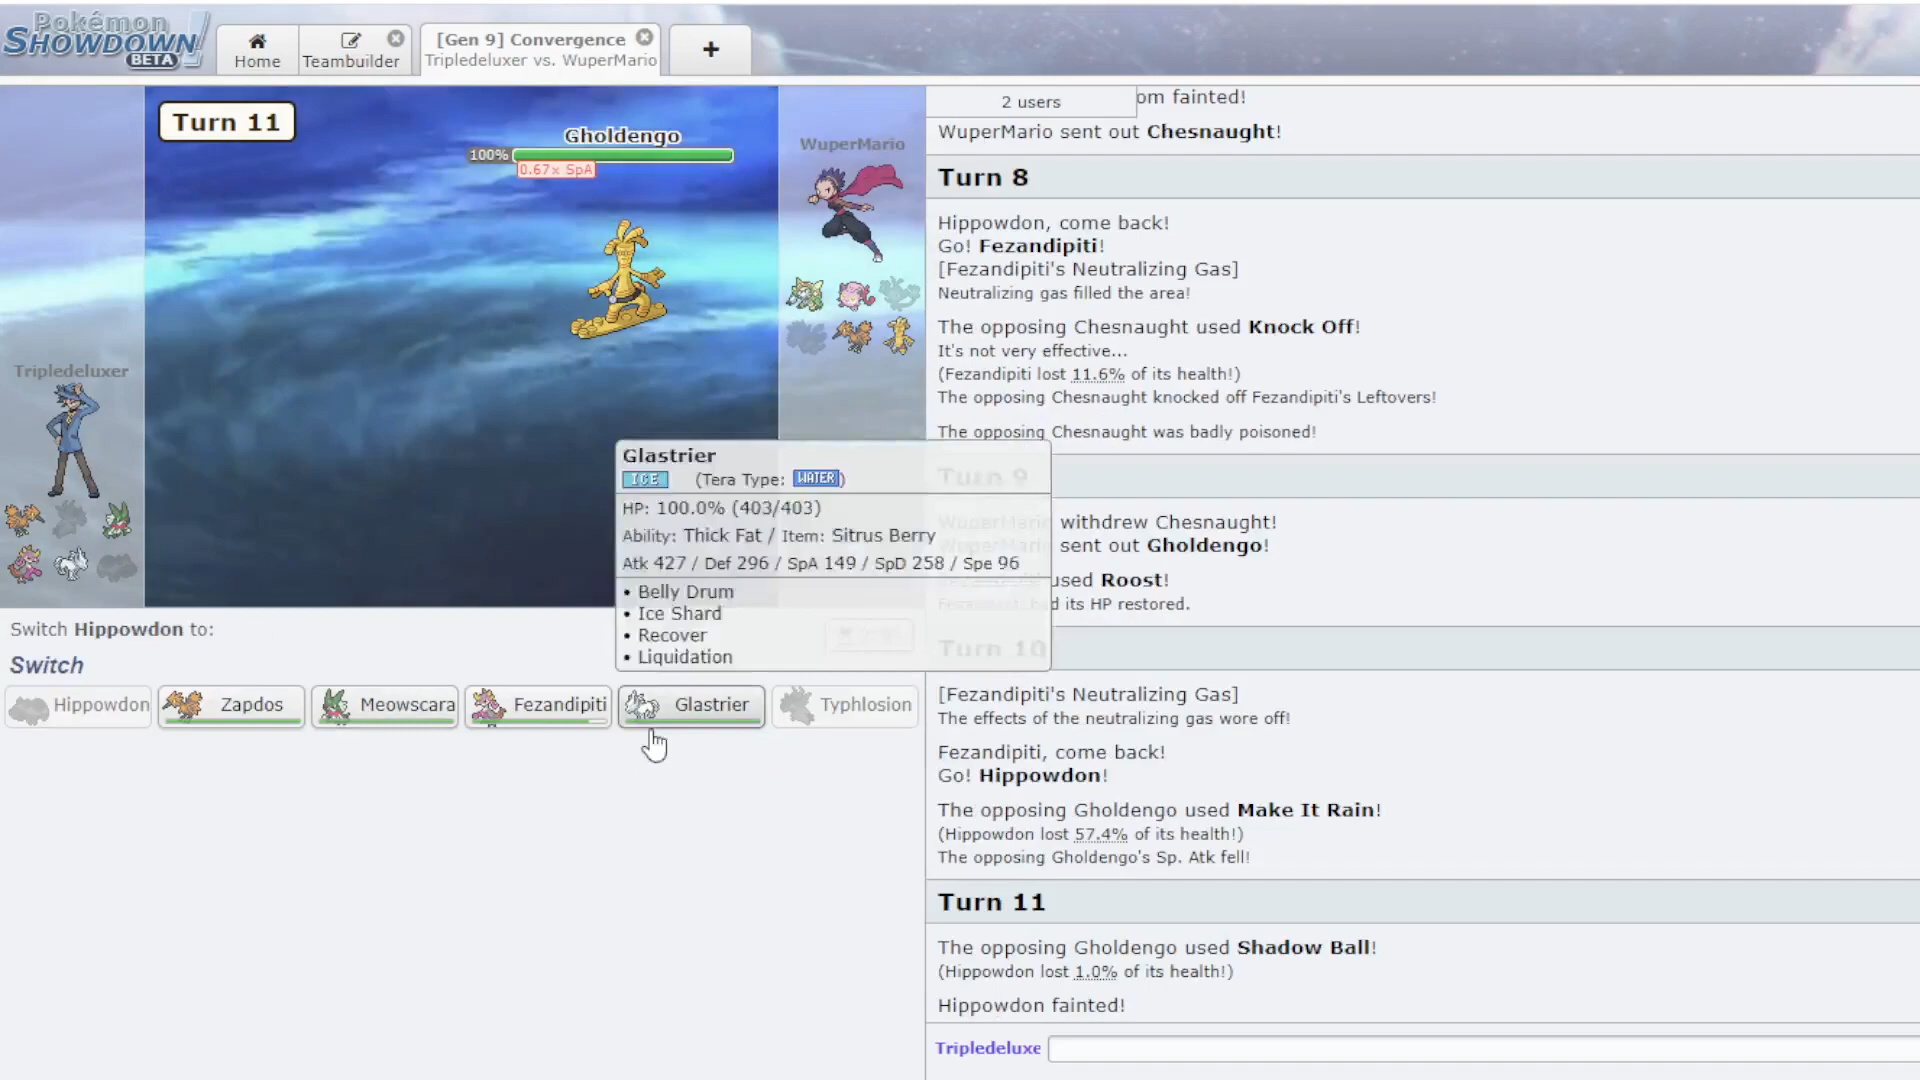 Pokémon
SHOWDOWN!
BETA
Home
Teambuilder
[Gen 9] Convergence
Tripledeluxer vs. WuperMario
+
Turn 11
Gholdengo
100%
0.67x SpA
WuperMario
Tripledeluxer
Glastrier
ICE (Tera Type: WATER)
HP: 100.0% (403/403)
Ability: Thick Fat / Item: Sitrus Berry
Atk 427 / Def 296 / SpA 149 / SpD 258 / Spe 96
• Belly Drum
• Ice Shard
• Recover
• Liquidation
Switch Hippowdon to:
Switch
Hippowdon
Zapdos
Meowscara
Fezandipiti
Glastrier
Typhlosion
2 users
om fainted!
WuperMario sent out Chesnaught!
Turn 8
Hippowdon, come back!
Go! Fezandipiti!
[Fezandipiti's Neutralizing Gas]
Neutralizing gas filled the area!
The opposing Chesnaught used Knock Off!
It's not very effective...
(Fezandipiti lost 11.6% of its health!)
The opposing Chesnaught knocked off Fezandipiti's Leftovers!
The opposing Chesnaught was badly poisoned!
Turn 9
WuperMario withdrew Chesnaught!
WuperMario sent out Gholdengo!
used Roost!
d its HP restored.
Turn 10
[Fezandipiti's Neutralizing Gas]
The effects of the neutralizing gas wore off!
Fezandipiti, come back!
Go! Hippowdon!
The opposing Gholdengo used Make It Rain!
(Hippowdon lost 57.4% of its health!)
The opposing Gholdengo's Sp. Atk fell!
Turn 11
The opposing Gholdengo used Shadow Ball!
(Hippowdon lost 1.0% of its health!)
Hippowdon fainted!
Tripledeluxe